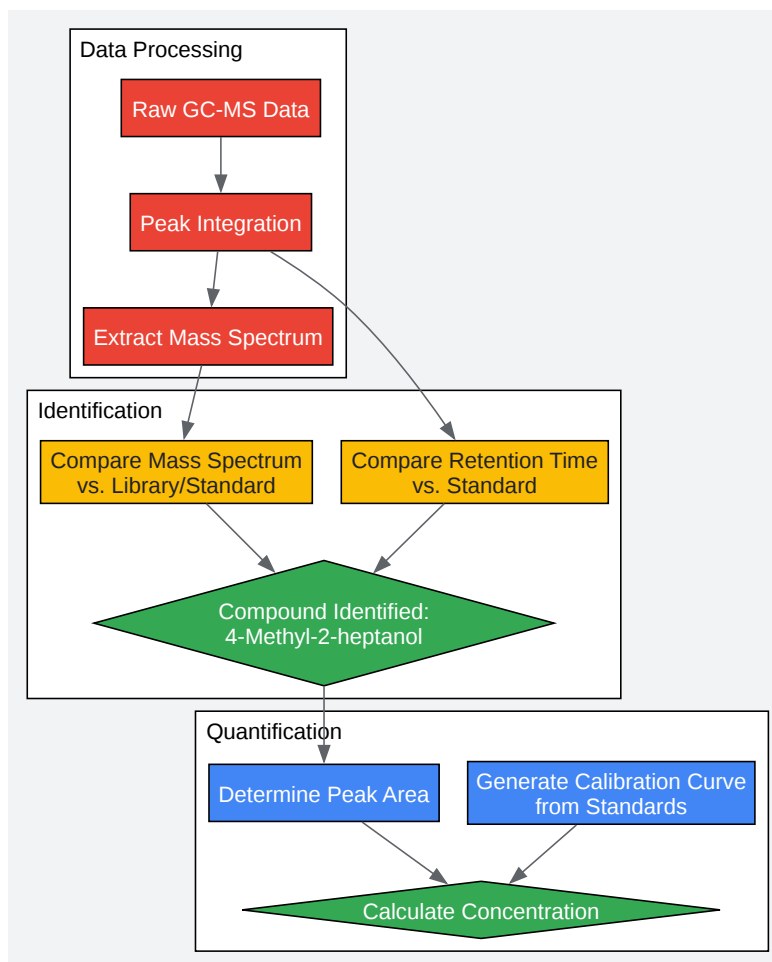 Data Processing
Raw GC-MS Data
Peak Integration
Extract Mass Spectrum
Identification
Compare Mass Spectrum
vs. Library/Standard
Compare Retention Time
vs. Standard
Compound Identified:
4-Methyl-2-heptanol
Quantification
Determine Peak Area
Generate Calibration Curve
from Standards
Calculate Concentration